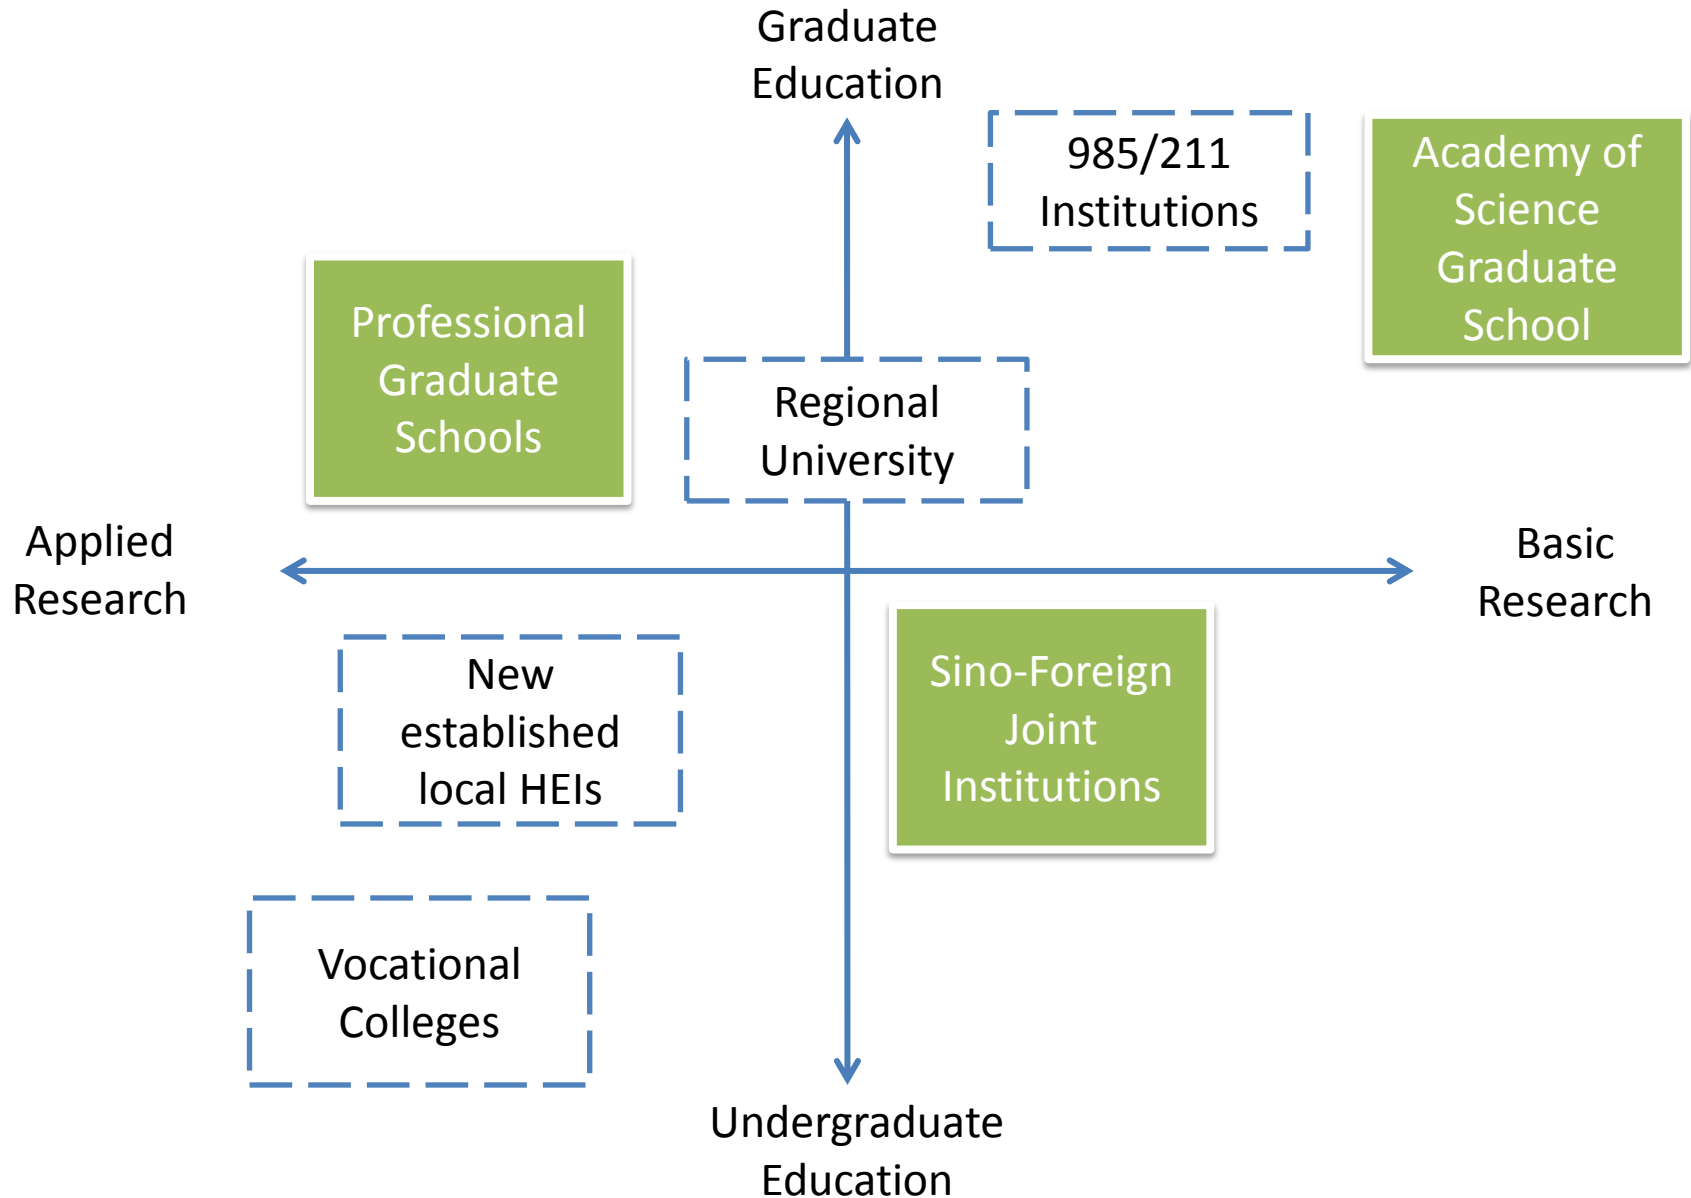 Graduate
Education
985/211
Institutions
Academy of
Science
Graduate
School
Professional
Graduate
Schools
Regional
University
Applied
Research
Basic
Research
New
established
local HEIs
Sino-Foreign
Joint
Institutions
Vocational
Colleges
Undergraduate
Education